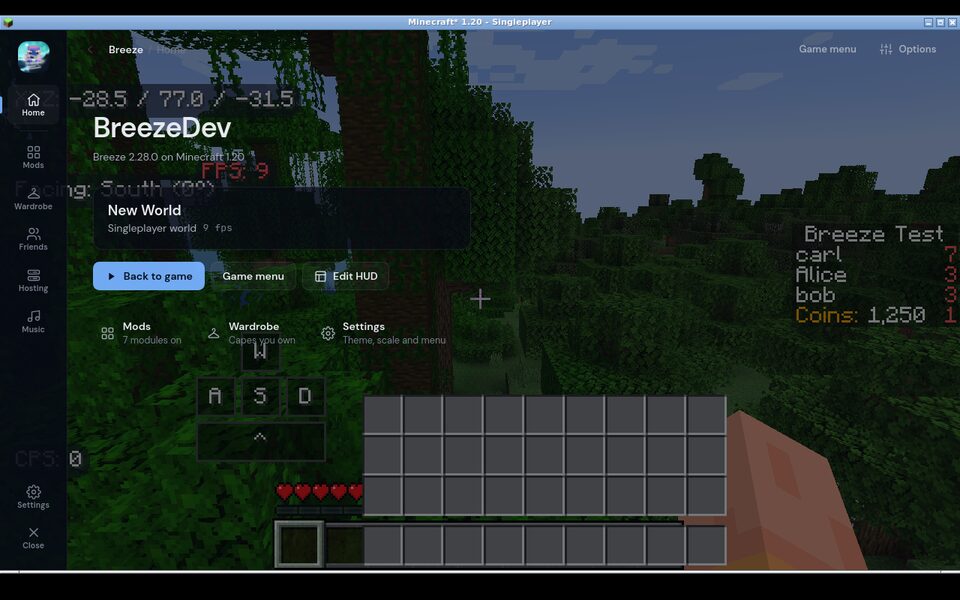 Minecraft* 1.20 - Singleplayer
Breeze / Home
Game menu
Options
Home
-28.5 / 77.0 / -31.5
BreezeDev
Breeze 2.28.0 on Minecraft 1.20
FPS: 9
Mods
Facing: South (0°)
Wardrobe
New World
Singleplayer world 9 fps
Friends
Breeze Test
carl 7
Alice 3
bob 3
Coins: 1,250 1
Hosting
Back to game
Game menu
Edit HUD
Music
Mods
7 modules on
Wardrobe
Capes you own
Settings
Theme, scale and menu
W
A S D
^
CPS: 0
Settings
Close